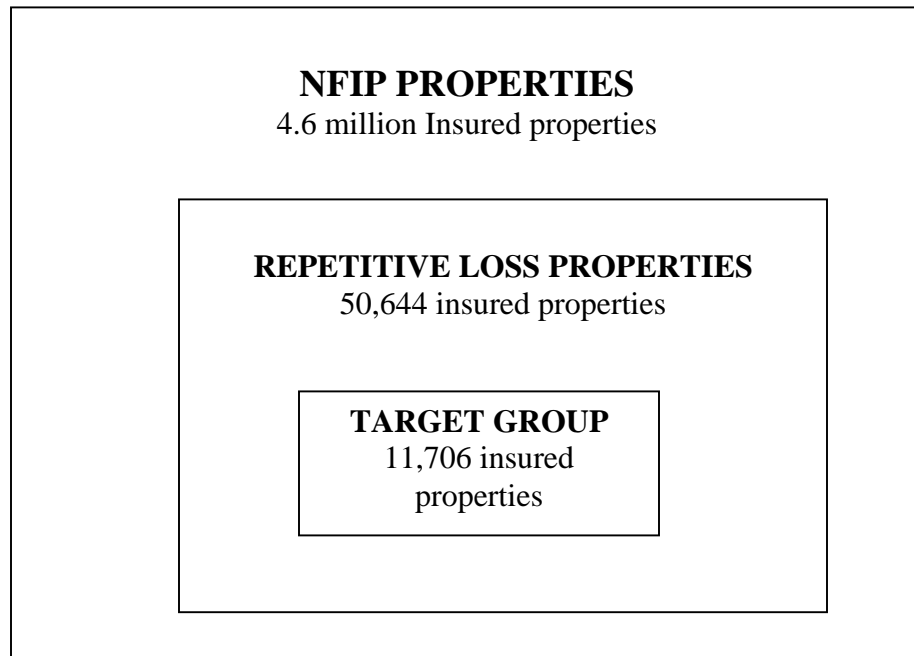 NFIP PROPERTIES
4.6 million Insured properties
REPETITIVE LOSS PROPERTIES
50,644 insured properties
TARGET GROUP
11,706 insured
properties